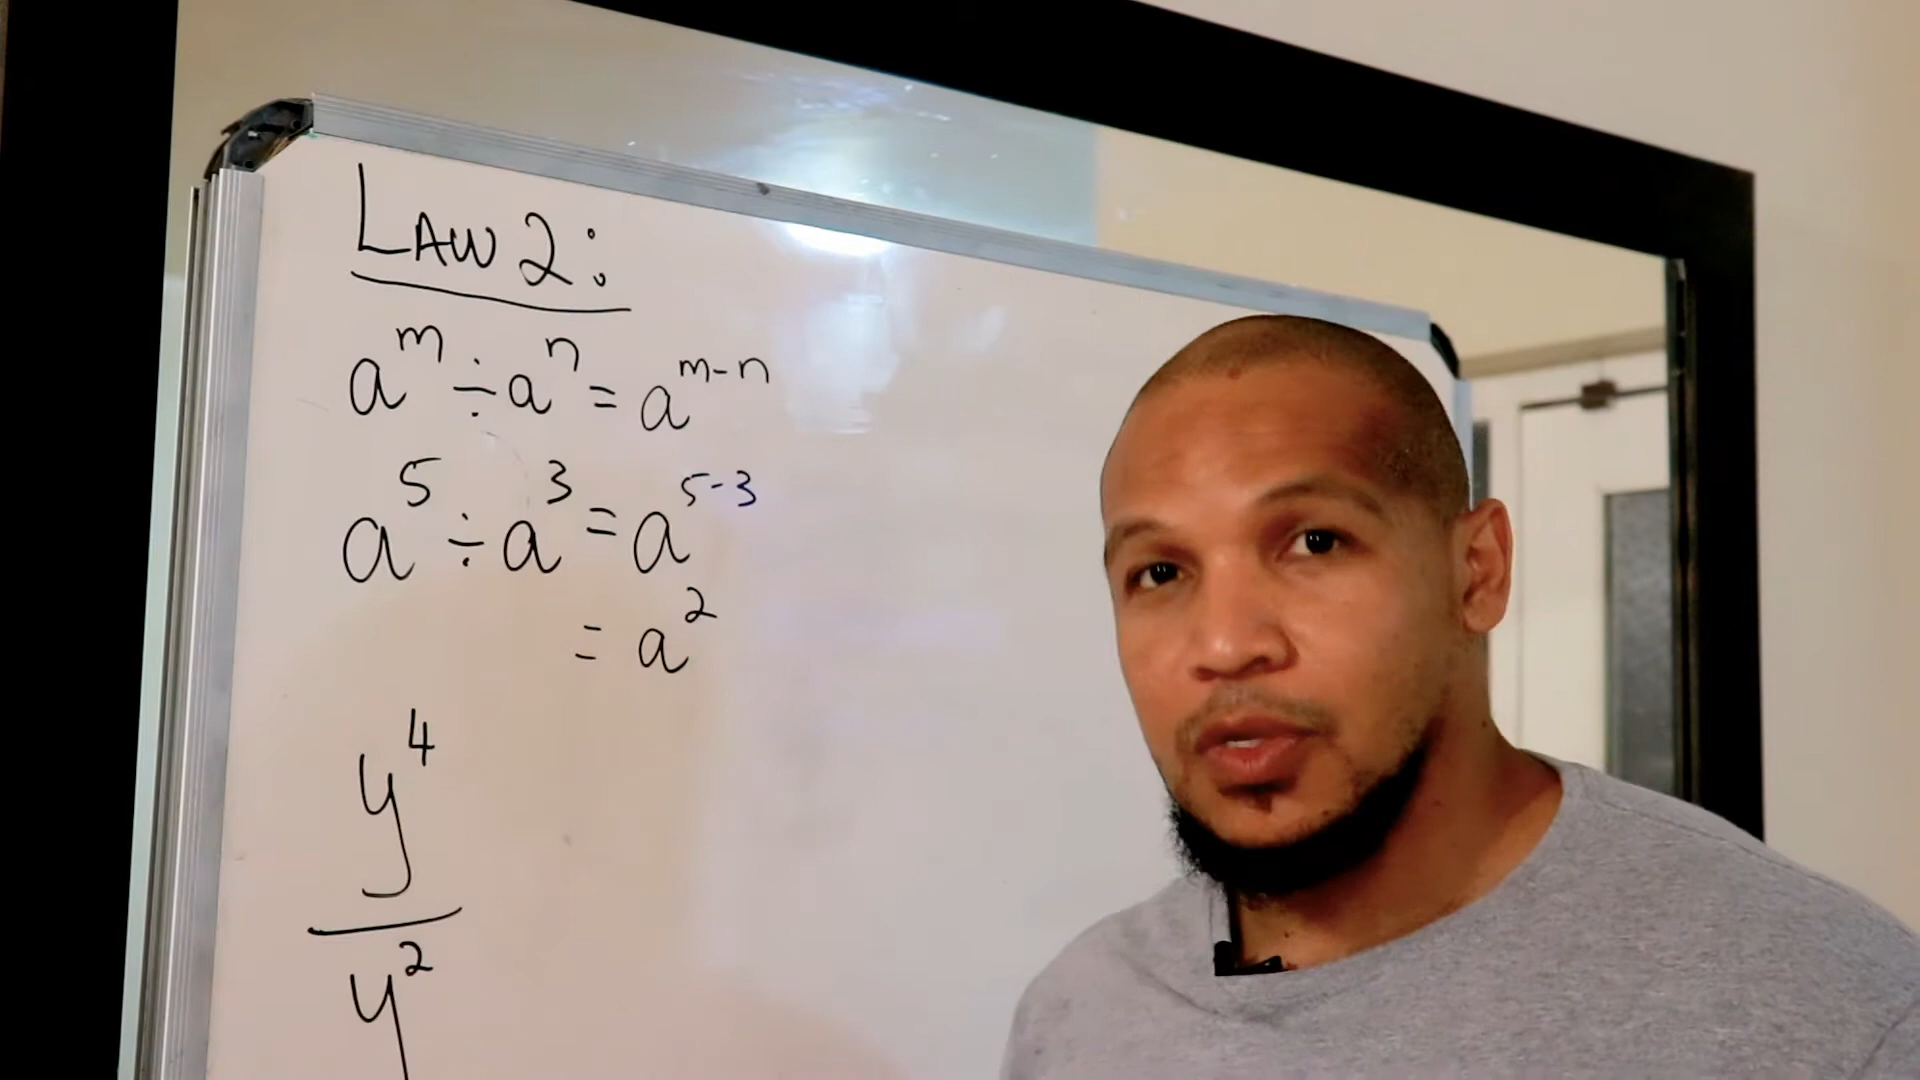 LAW 2:
a^m ÷ a^n = a^(m-n)
a^5 ÷ a^3 = a^(5-3)
= a^2
y^4
y^2